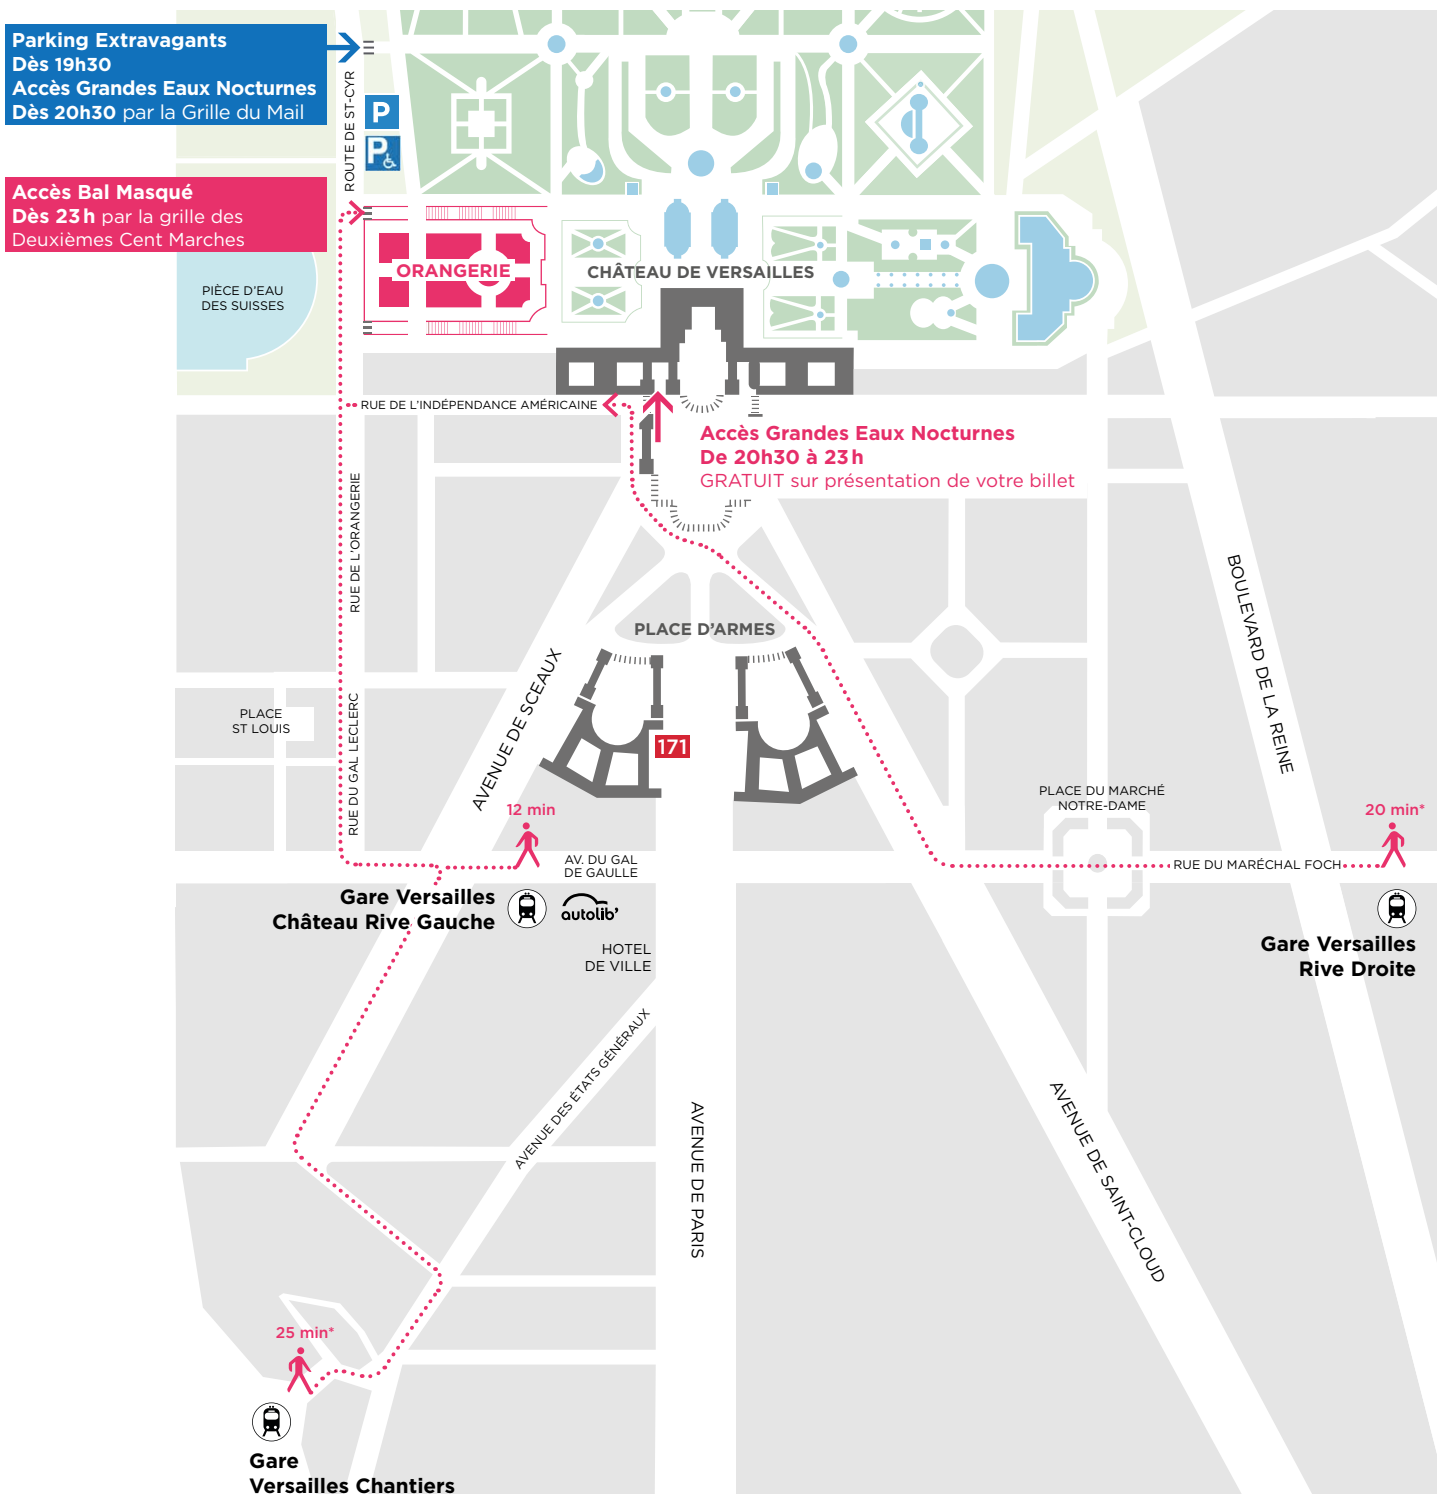 Parking Extravagants
Dès 19h30
Accès Grandes Eaux Nocturnes
Dès 20h30 par la Grille du Mail
ROUTE DE ST-CYR
P
P
Accès Bal Masqué
Dès 23 h par la grille des
Deuxièmes Cent Marches
PIÈCE D'EAU
DES SUISSES
ORANGERIE
CHÂTEAU DE VERSAILLES
RUE DE L'INDÉPENDANCE AMÉRICAINE
Accès Grandes Eaux Nocturnes
De 20h30 à 23 h
GRATUIT sur présentation de votre billet
RUE DE L'ORANGERIE
BOULEVARD DE LA REINE
PLACE D'ARMES
AVENUE DE SCEAUX
PLACE
ST LOUIS
RUE DU GAL LECLERC
171
PLACE DU MARCHÉ
NOTRE-DAME
12 min
20 min*
AV. DU GAL
DE GAULLE
RUE DU MARÉCHAL FOCH
Gare Versailles
Château Rive Gauche
autolib'
Gare Versailles
Rive Droite
HOTEL
DE VILLE
AVENUE DES ÉTATS GÉNÉRAUX
AVENUE DE PARIS
AVENUE DE SAINT-CLOUD
25 min*
Gare
Versailles Chantiers